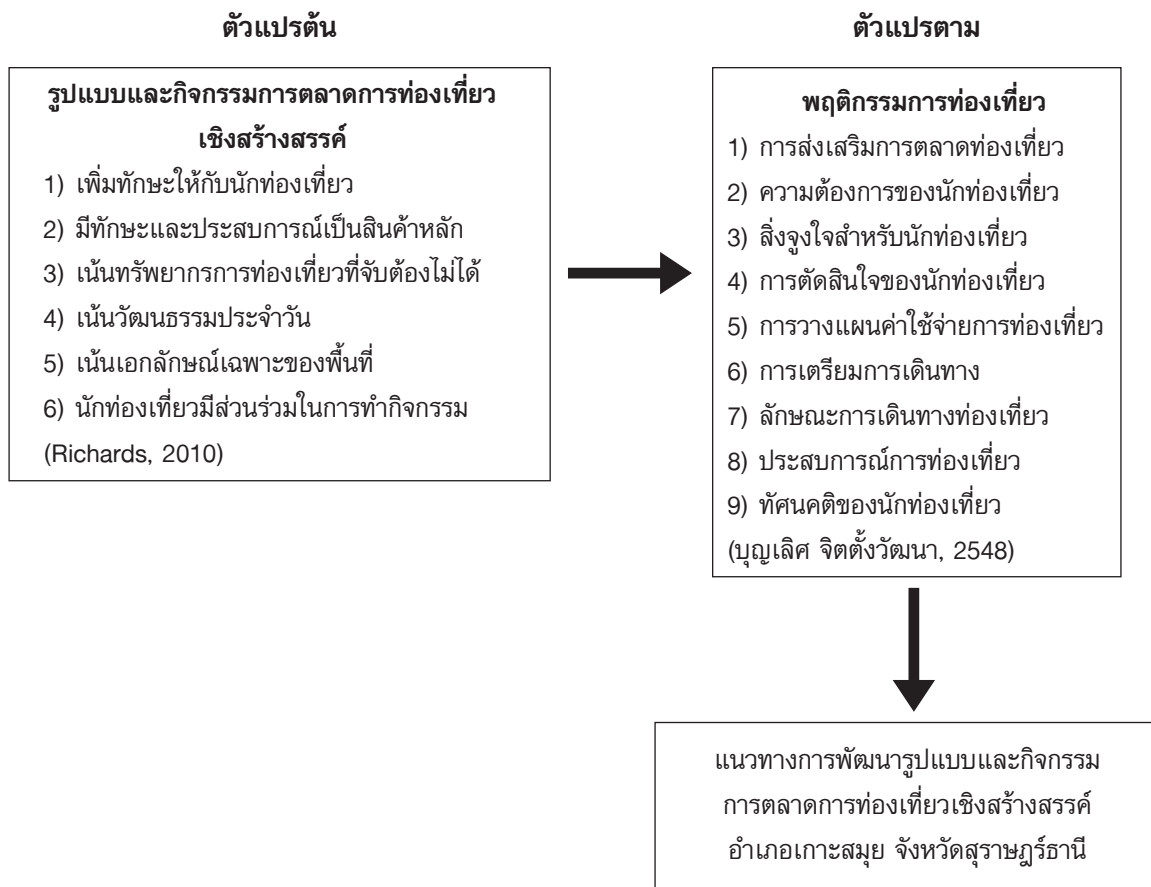 ตัวแปรต้น
รูปแบบและกิจกรรมการตลาดการท่องเที่ยว
เชิงสร้างสรรค์
1) เพิ่มทักษะให้กับนักท่องเที่ยว
2) มีทักษะและประสบการณ์เป็นสินค้าหลัก
3) เน้นทรัพยากรการท่องเที่ยวที่จับต้องไม่ได้
4) เน้นวัฒนธรรมประจำวัน
5) เน้นเอกลักษณ์เฉพาะของพื้นที่
6) นักท่องเที่ยวมีส่วนร่วมในการทำกิจกรรม
(Richards, 2010)
ตัวแปรตาม
พฤติกรรมการท่องเที่ยว
1) การส่งเสริมการตลาดท่องเที่ยว
2) ความต้องการของนักท่องเที่ยว
3) สิ่งจูงใจสำหรับนักท่องเที่ยว
4) การตัดสินใจของนักท่องเที่ยว
5) การวางแผนค่าใช้จ่ายการท่องเที่ยว
6) การเตรียมการเดินทาง
7) ลักษณะการเดินทางท่องเที่ยว
8) ประสบการณ์การท่องเที่ยว
9) ทัศนคติของนักท่องเที่ยว
(บุญเลิศ จิตตั้งวัฒนา, 2548)
แนวทางการพัฒนารูปแบบและกิจกรรม
การตลาดการท่องเที่ยวเชิงสร้างสรรค์
อำเภอเกาะสมุย จังหวัดสุราษฎร์ธานี